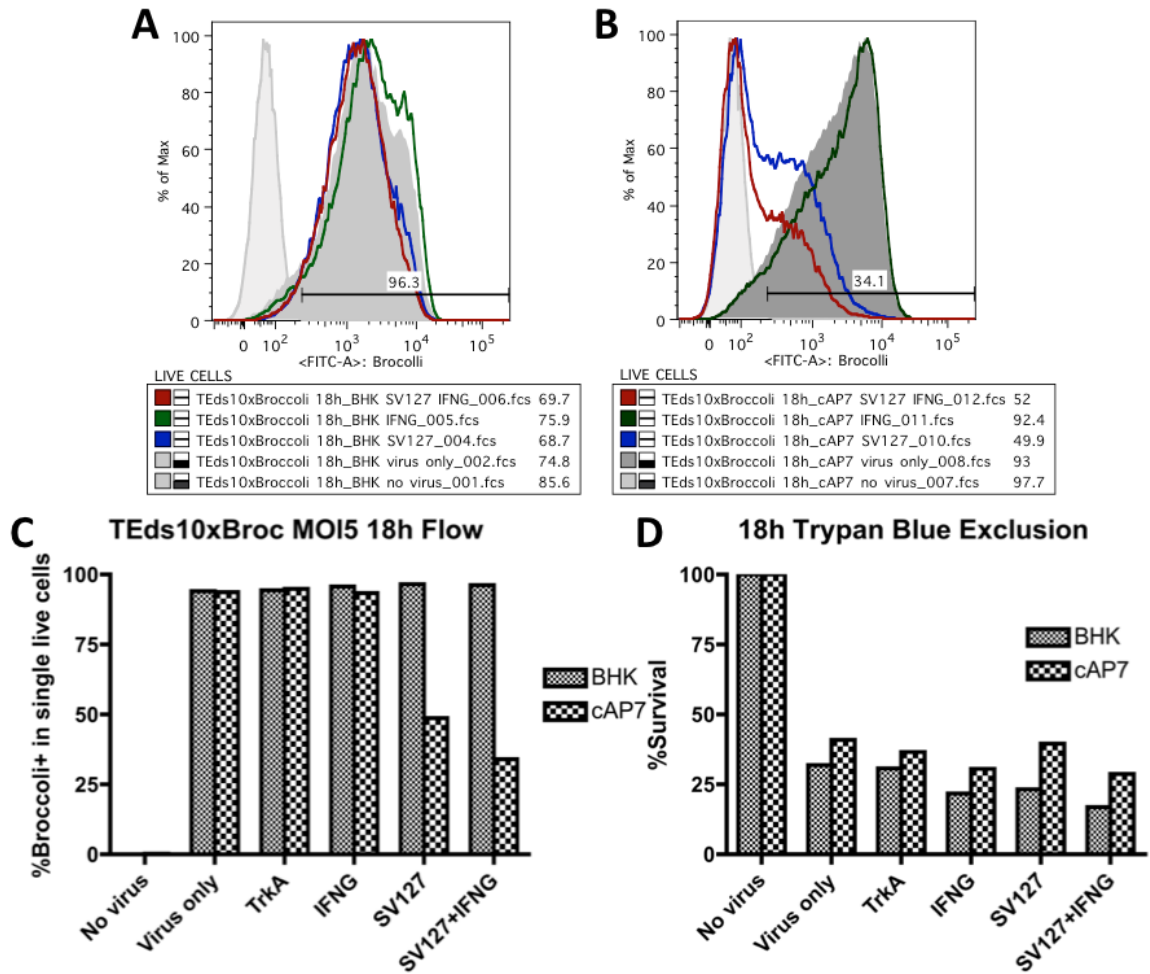 A
100
80
60
40
20
0
% of Max
96.3
0 10^2 10^3 10^4 10^5
<FITC-A>: Brocolli
LIVE CELLS
TEds10xBroccoli 18h_BHK SV127 IFNG_006.fcs 69.7
TEds10xBroccoli 18h_BHK IFNG_005.fcs 75.9
TEds10xBroccoli 18h_BHK SV127_004.fcs 68.7
TEds10xBroccoli 18h_BHK virus only_002.fcs 74.8
TEds10xBroccoli 18h_BHK no virus_001.fcs 85.6
B
100
80
60
40
20
0
% of Max
34.1
0 10^2 10^3 10^4 10^5
<FITC-A>: Brocolli
LIVE CELLS
TEds10xBroccoli 18h_cAP7 SV127 IFNG_012.fcs 52
TEds10xBroccoli 18h_cAP7 IFNG_011.fcs 92.4
TEds10xBroccoli 18h_cAP7 SV127_010.fcs 49.9
TEds10xBroccoli 18h_cAP7 virus only_008.fcs 93
TEds10xBroccoli 18h_cAP7 no virus_007.fcs 97.7
C
TEds10xBroc MOI5 18h Flow
%Broccoli+ in single live cells
100
75
50
25
0
No virus
Virus only
TrkA
IFNG
SV127
SV127+IFNG
BHK
cAP7
D
18h Trypan Blue Exclusion
%Survival
100
75
50
25
0
No virus
Virus only
TrkA
IFNG
SV127
SV127+IFNG
BHK
cAP7